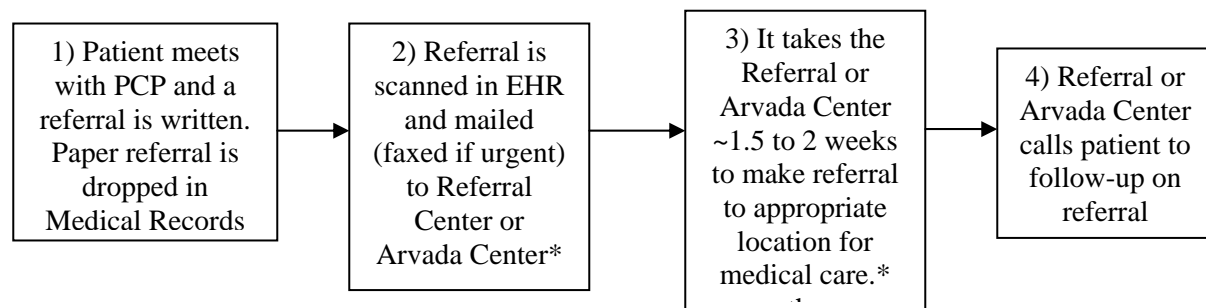 1) Patient meets
with PCP and a
referral is written.
Paper referral is
dropped in
Medical Records
2) Referral is
scanned in EHR
and mailed
(faxed if urgent)
to Referral
Center or
Arvada Center*
3) It takes the
Referral or
Arvada Center
~1.5 to 2 weeks
to make referral
to appropriate
location for
medical care.*
4) Referral or
Arvada Center
calls patient to
follow-up on
referral